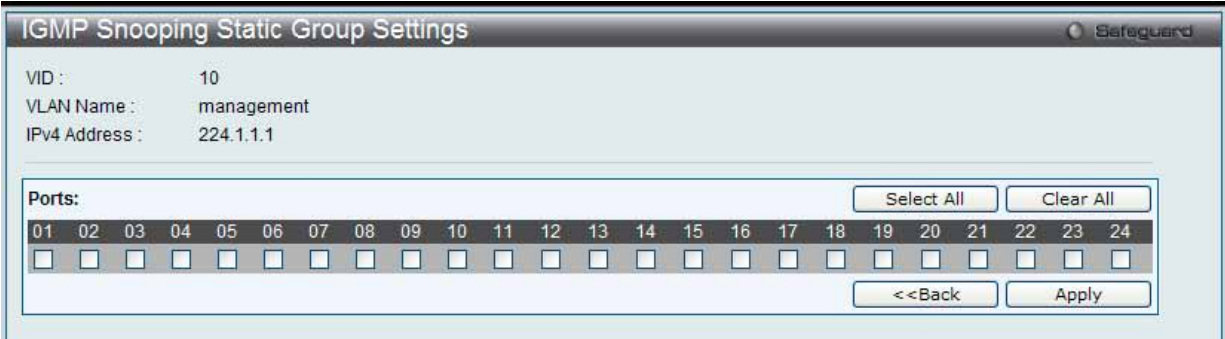 IGMP Snooping Static Group Settings
Safeguard
VID : 10
VLAN Name : management
IPv4 Address : 224.1.1.1
Ports:
Select All
Clear All
01 02 03 04 05 06 07 08 09 10 11 12 13 14 15 16 17 18 19 20 21 22 23 24
<<Back
Apply